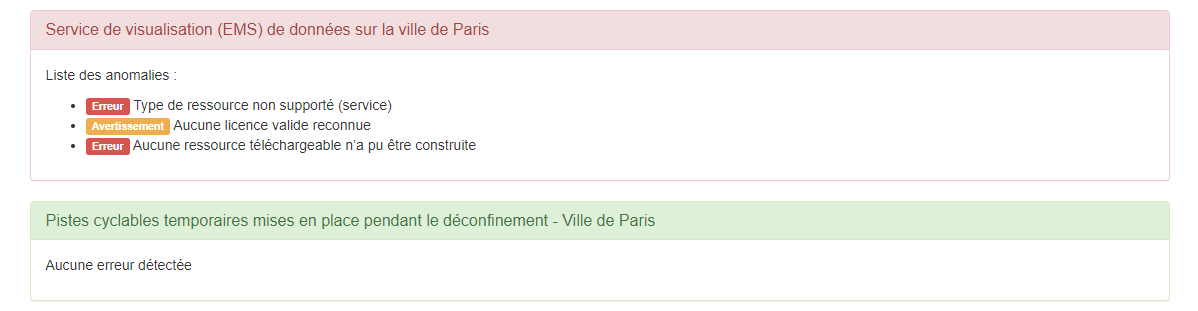 Service de visualisation (EMS) de données sur la ville de Paris
Liste des anomalies :
Erreur Type de ressource non supporté (service)
Avertissement Aucune licence valide reconnue
Erreur Aucune ressource téléchargeable n'a pu être construite
Pistes cyclables temporaires mises en place pendant le déconfinement - Ville de Paris
Aucune erreur détectée